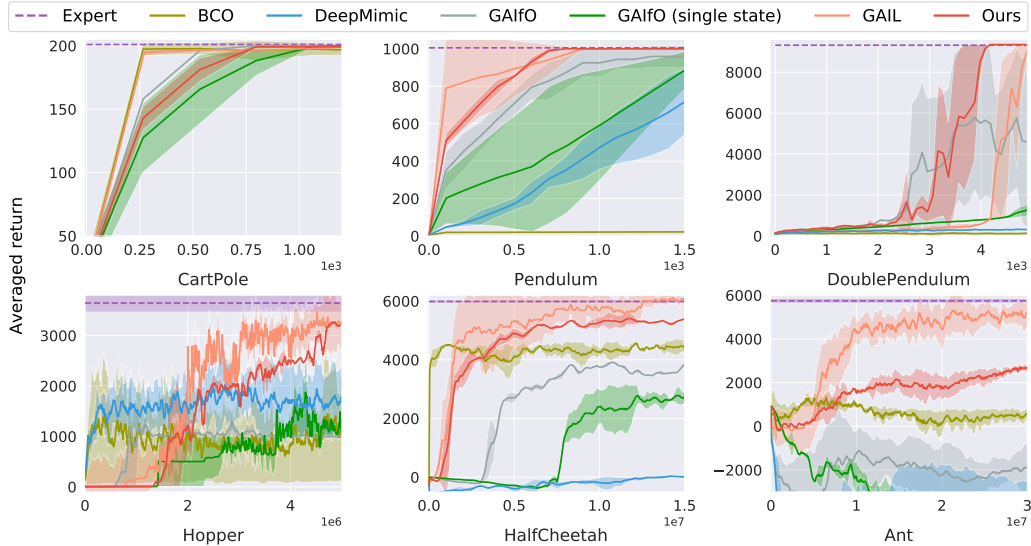 Expert BCO DeepMimic GAIfO GAIfO (single state) GAIL Ours
Averaged return
200
150
100
50
0.00 0.25 0.50 0.75 1.00
1e3
CartPole
1000
800
600
400
200
0
0.0 0.5 1.0 1.5
1e3
Pendulum
8000
6000
4000
2000
0
0 1 2 3 4
1e3
DoublePendulum
3000
2000
1000
0
0 2 4
1e6
Hopper
6000
4000
2000
0
0.0 0.5 1.0 1.5
1e7
HalfCheetah
6000
4000
2000
0
−2000
0 1 2 3
1e7
Ant